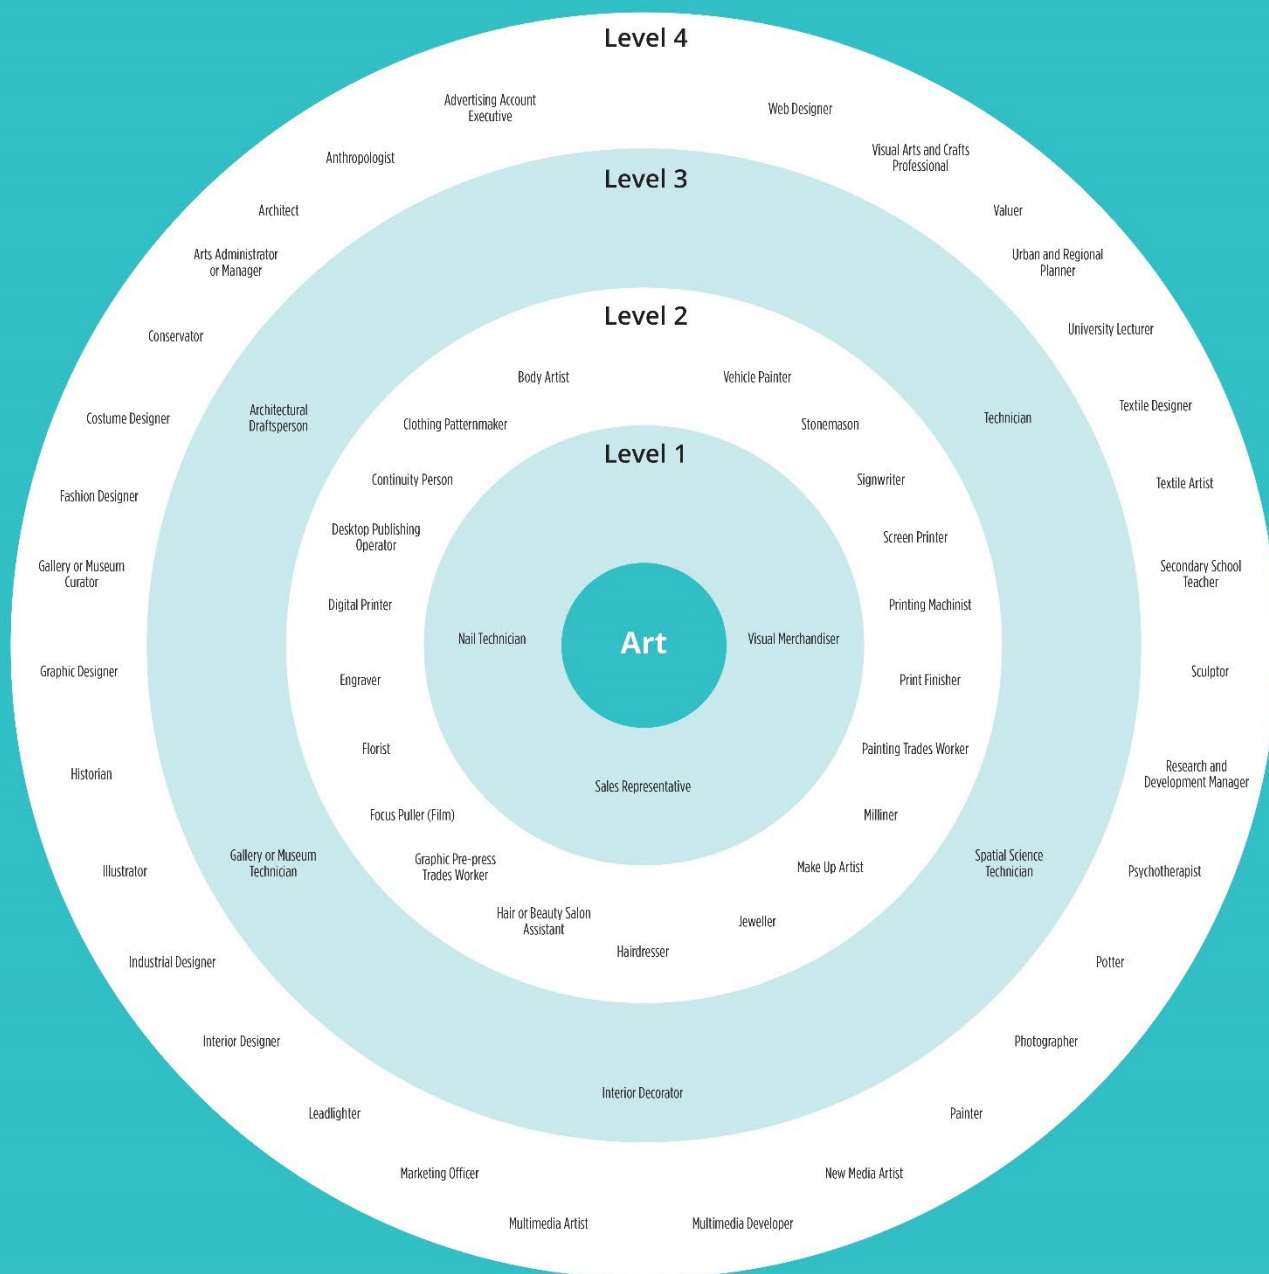 Level 4
Advertising Account
Executive
Web Designer
Anthropologist
Visual Arts and Crafts
Professional
Architect
Valuer
Arts Administrator
or Manager
Urban and Regional
Planner
Conservator
University Lecturer
Costume Designer
Textile Designer
Fashion Designer
Textile Artist
Gallery or Museum
Curator
Secondary School
Teacher
Graphic Designer
Sculptor
Historian
Research and
Development Manager
Illustrator
Psychotherapist
Industrial Designer
Potter
Interior Designer
Photographer
Leadlighter
Painter
Marketing Officer
New Media Artist
Multimedia Artist
Multimedia Developer
Level 3
Architectural
Draftsperson
Technician
Gallery or Museum
Technician
Spatial Science
Technician
Interior Decorator
Level 2
Body Artist
Vehicle Painter
Clothing Patternmaker
Stonemason
Continuity Person
Signwriter
Desktop Publishing
Operator
Screen Printer
Digital Printer
Printing Machinist
Engraver
Print Finisher
Florist
Painting Trades Worker
Focus Puller (Film)
Milliner
Graphic Pre-press
Trades Worker
Make Up Artist
Hair or Beauty Salon
Assistant
Jeweller
Hairdresser
Level 1
Nail Technician
Visual Merchandiser
Sales Representative
Art